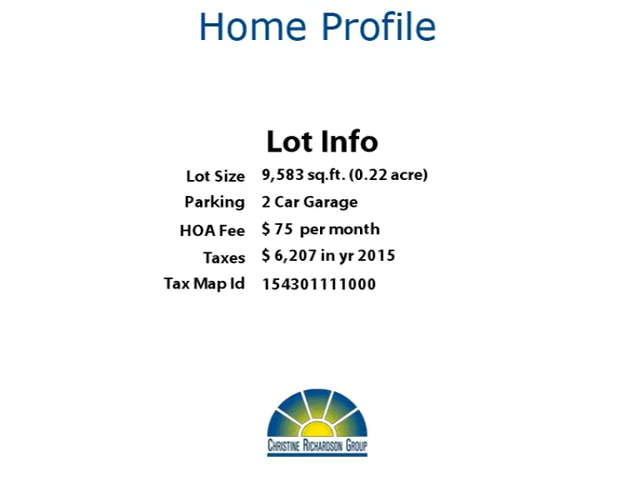 Home Profile
Lot Info
Lot Size 9,583 sq.ft. (0.22 acre)
Parking 2 Car Garage
HOA Fee $ 75 per month
Taxes $ 6,207 in yr 2015
Tax Map Id 154301111000
CHRISTINE RICHARDSON GROUP